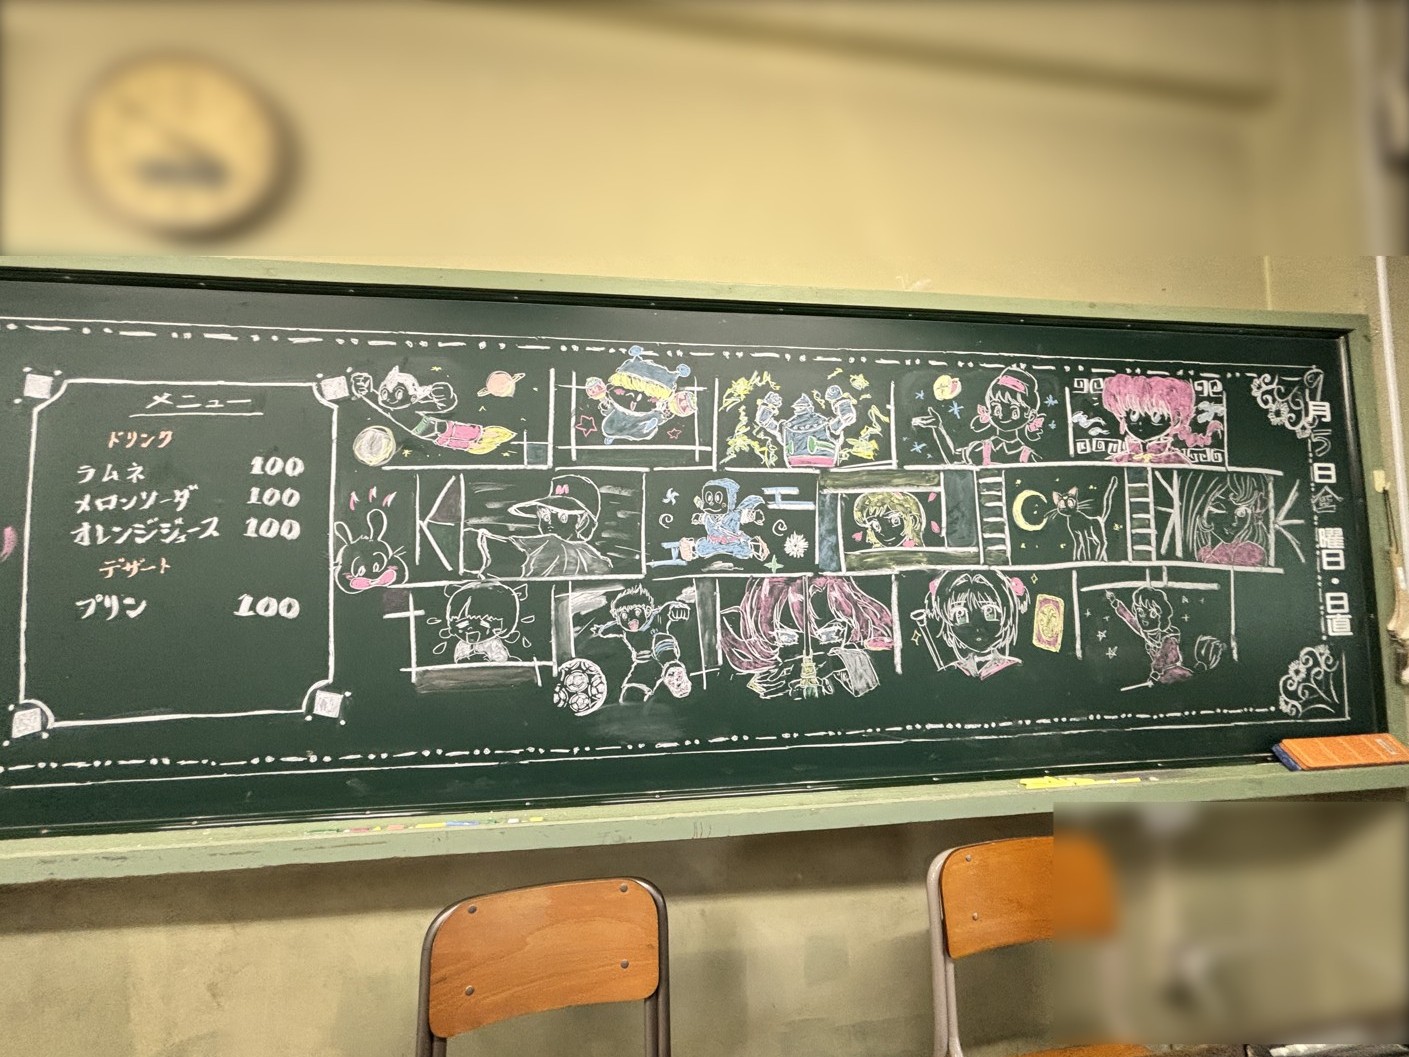 メニュー
ドリンク
ラムネ 100
メロンソーダ 100
オレンジジュース 100
デザート
プリン 100
9月5日金曜日・日直
M